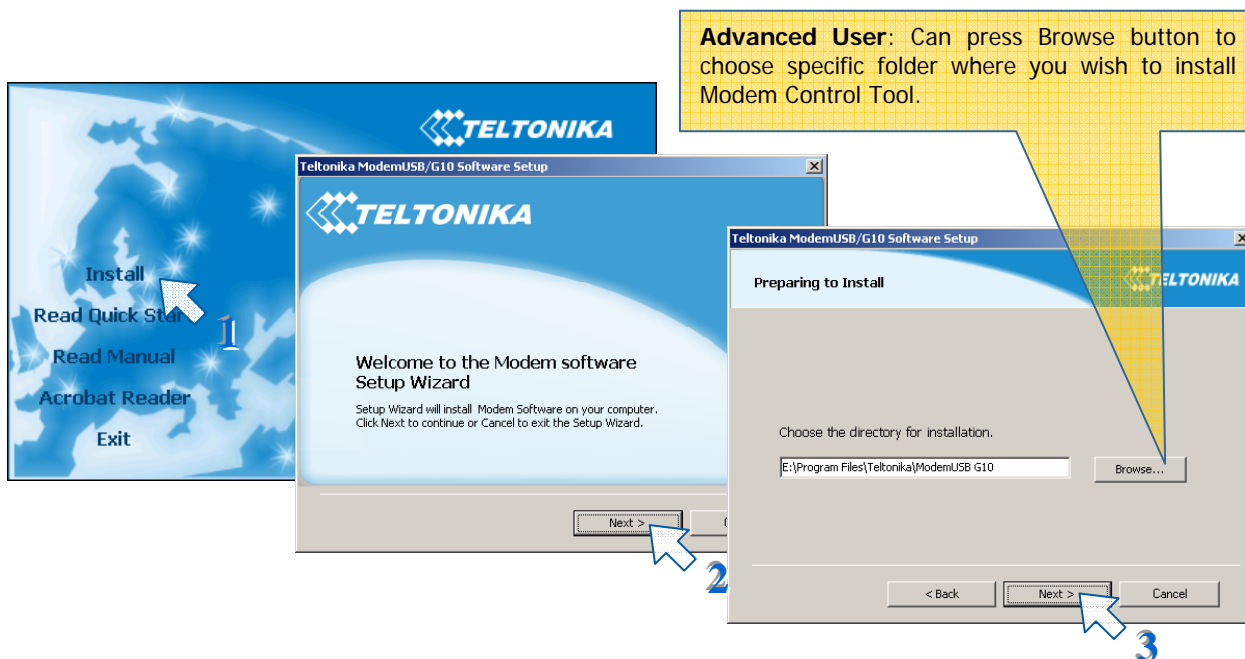 Advanced User: Can press Browse button to
choose specific folder where you wish to install
Modem Control Tool.
TELTONIKA
Install
Read Quick Star
Read Manual
Acrobat Reader
Exit
1
Teltonika ModemUSB/G10 Software Setup
TELTONIKA
Welcome to the Modem software
Setup Wizard
Setup Wizard will install Modem Software on your computer.
Click Next to continue or Cancel to exit the Setup Wizard.
Next >
2
Teltonika ModemUSB/G10 Software Setup
Preparing to Install
TELTONIKA
Choose the directory for installation.
E:\Program Files\Teltonika\ModemUSB G10
Browse...
< Back
Next >
Cancel
3